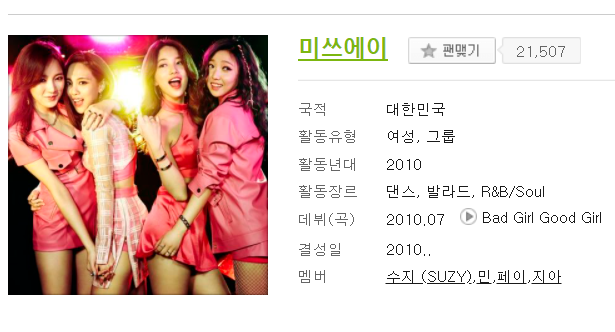 미쓰에이 팬맺기 21,507
국적 대한민국
활동유형 여성, 그룹
활동년대 2010
활동장르 댄스, 발라드, R&B/Soul
데뷔(곡) 2010.07 Bad Girl Good Girl
결성일 2010..
멤버 수지 (SUZY),민,페이,지아